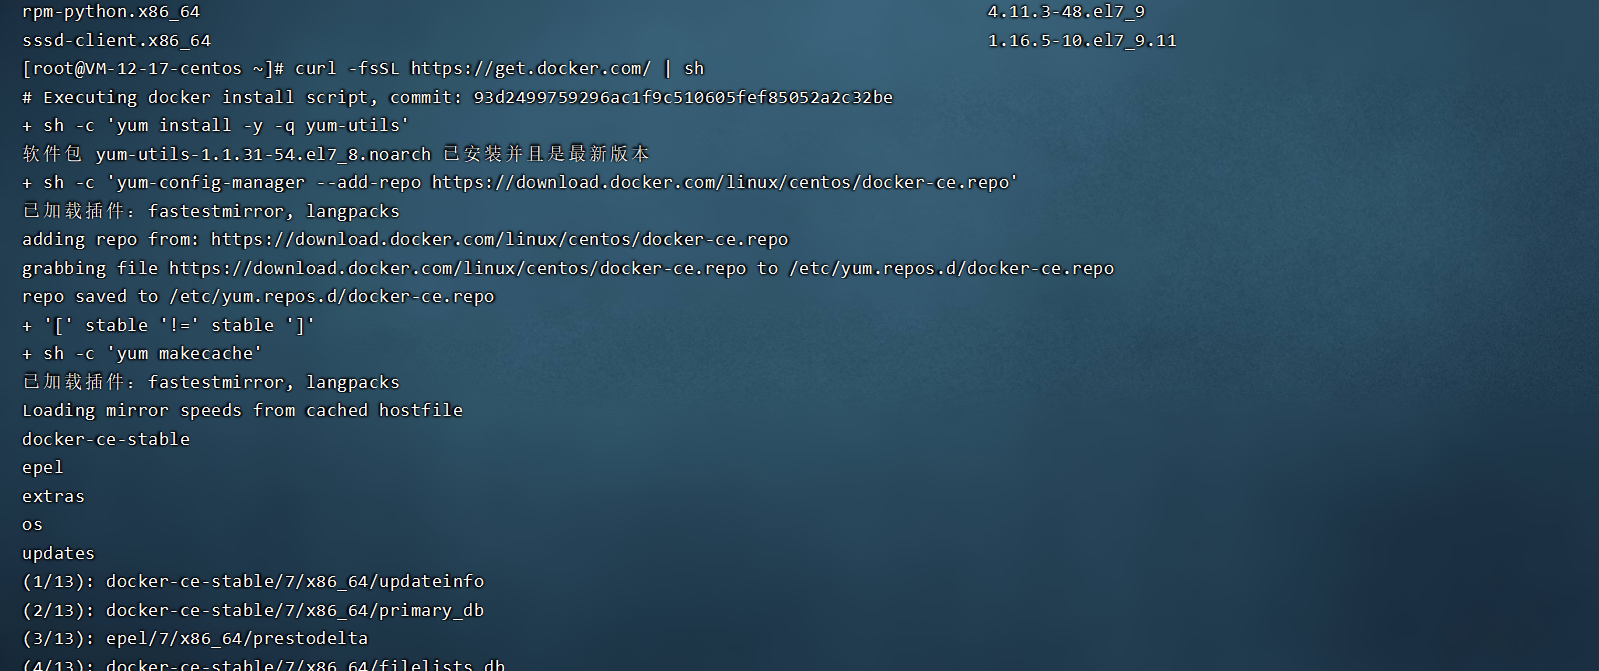 rpm-python.x86_64 4.11.3-48.el7_9
sssd-client.x86_64 1.16.5-10.el7_9.11
[root@VM-12-17-centos ~]# curl -fsSL https://get.docker.com/ | sh
# Executing docker install script, commit: 93d2499759296ac1f9c510605fef85052a2c32be
+ sh -c 'yum install -y -q yum-utils'
软件包 yum-utils-1.1.31-54.el7_8.noarch 已安装并且是最新版本
+ sh -c 'yum-config-manager --add-repo https://download.docker.com/linux/centos/docker-ce.repo'
已加载插件：fastestmirror, langpacks
adding repo from: https://download.docker.com/linux/centos/docker-ce.repo
grabbing file https://download.docker.com/linux/centos/docker-ce.repo to /etc/yum.repos.d/docker-ce.repo
repo saved to /etc/yum.repos.d/docker-ce.repo
+ '[' stable '!=' stable ']'
+ sh -c 'yum makecache'
已加载插件：fastestmirror, langpacks
Loading mirror speeds from cached hostfile
docker-ce-stable
epel
extras
os
updates
(1/13): docker-ce-stable/7/x86_64/updateinfo
(2/13): docker-ce-stable/7/x86_64/primary_db
(3/13): epel/7/x86_64/prestodelta
(4/13): docker-ce-stable/7/x86_64/filelists_db